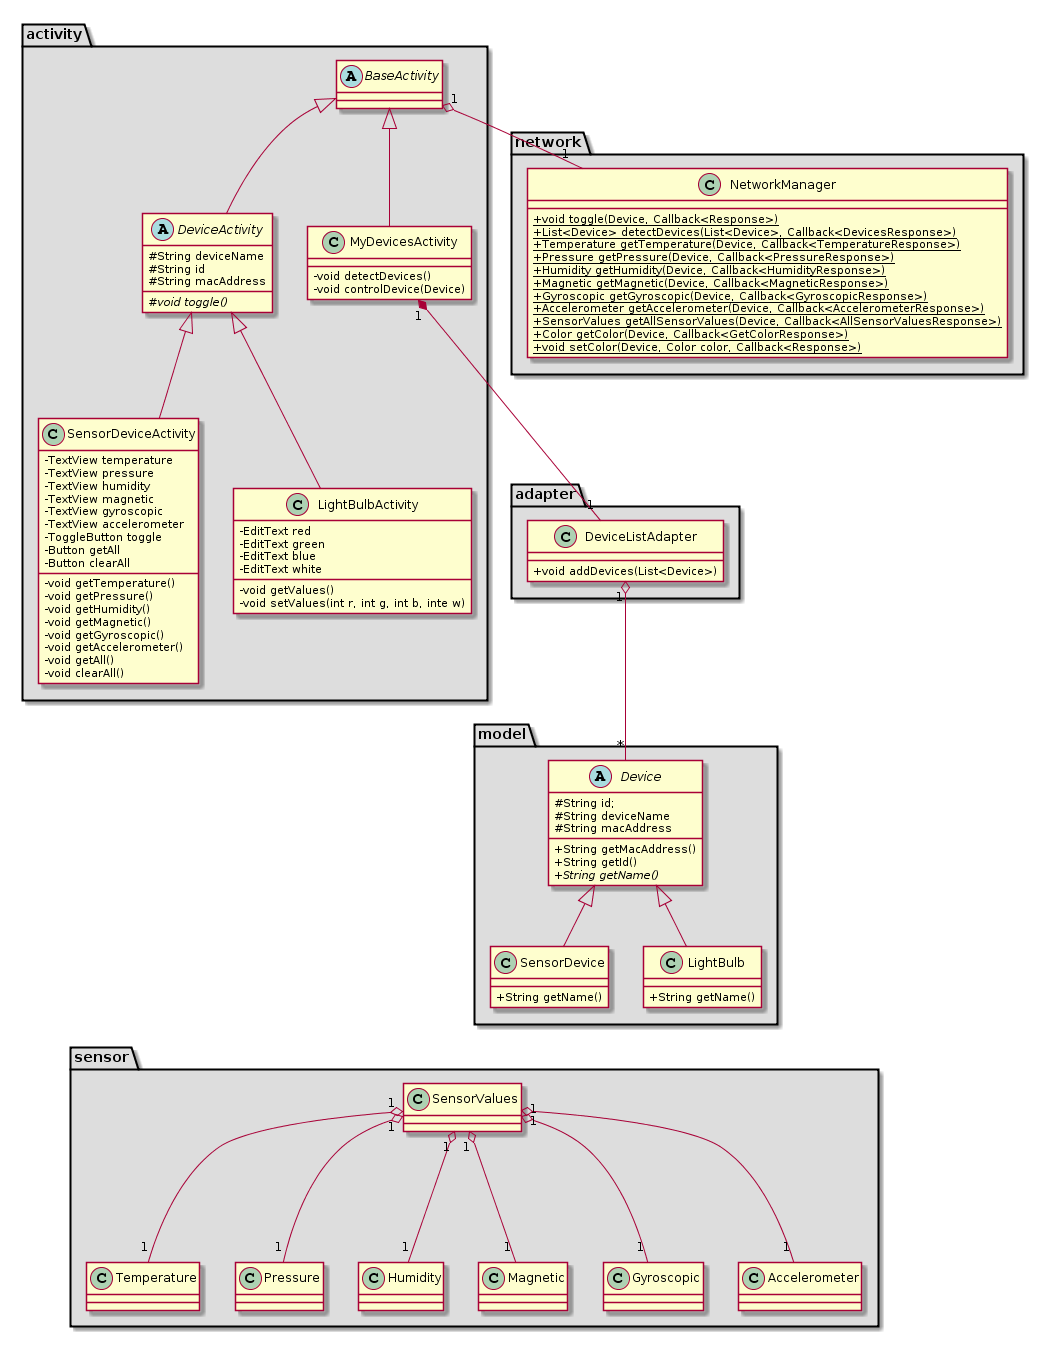 activity
A BaseActivity
1
1
network
C NetworkManager
+void toggle(Device, Callback<Response>)
+List<Device> detectDevices(List<Device>, Callback<DevicesResponse>)
+Temperature getTemperature(Device, Callback<TemperatureResponse>)
+Pressure getPressure(Device, Callback<PressureResponse>)
+Humidity getHumidity(Device, Callback<HumidityResponse>)
+Magnetic getMagnetic(Device, Callback<MagneticResponse>)
+Gyroscopic getGyroscopic(Device, Callback<GyroscopicResponse>)
+Accelerometer getAccelerometer(Device, Callback<AccelerometerResponse>)
+SensorValues getAllSensorValues(Device, Callback<AllSensorValuesResponse>)
+Color getColor(Device, Callback<GetColorResponse>)
+void setColor(Device, Color color, Callback<Response>)
A DeviceActivity
#String deviceName
#String id
#String macAddress
#void toggle()
C MyDevicesActivity
-void detectDevices()
-void controlDevice(Device)
1
C SensorDeviceActivity
-TextView temperature
-TextView pressure
-TextView humidity
-TextView magnetic
-TextView gyroscopic
-TextView accelerometer
-ToggleButton toggle
-Button getAll
-Button clearAll
-void getTemperature()
-void getPressure()
-void getHumidity()
-void getMagnetic()
-void getGyroscopic()
-void getAccelerometer()
-void getAll()
-void clearAll()
C LightBulbActivity
-EditText red
-EditText green
-EditText blue
-EditText white
-void getValues()
-void setValues(int r, int g, int b, inte w)
adapter
1
C DeviceListAdapter
+void addDevices(List<Device>)
1
model
*
A Device
#String id;
#String deviceName
#String macAddress
+String getMacAddress()
+String getId()
+String getName()
C SensorDevice
+String getName()
C LightBulb
+String getName()
sensor
C SensorValues
1
1
1
1
1
1
1
1
1
1
1
1
C Temperature
C Pressure
C Humidity
C Magnetic
C Gyroscopic
C Accelerometer